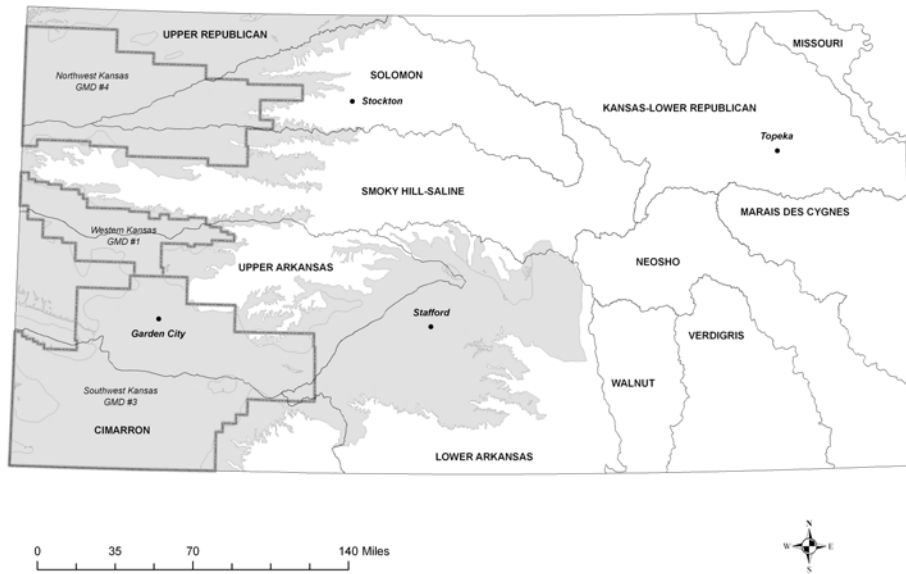 UPPER REPUBLICAN
MISSOURI
Northwest Kansas
GMD #4
SOLOMON
Stockton
KANSAS-LOWER REPUBLICAN
Topeka
SMOKY HILL-SALINE
MARAIS DES CYGNES
Western Kansas
GMD #1
UPPER ARKANSAS
NEOSHO
Garden City
Stafford
VERDIGRIS
WALNUT
Southwest Kansas
GMD #3
CIMARRON
LOWER ARKANSAS
0 35 70 140 Miles
N
W E
S